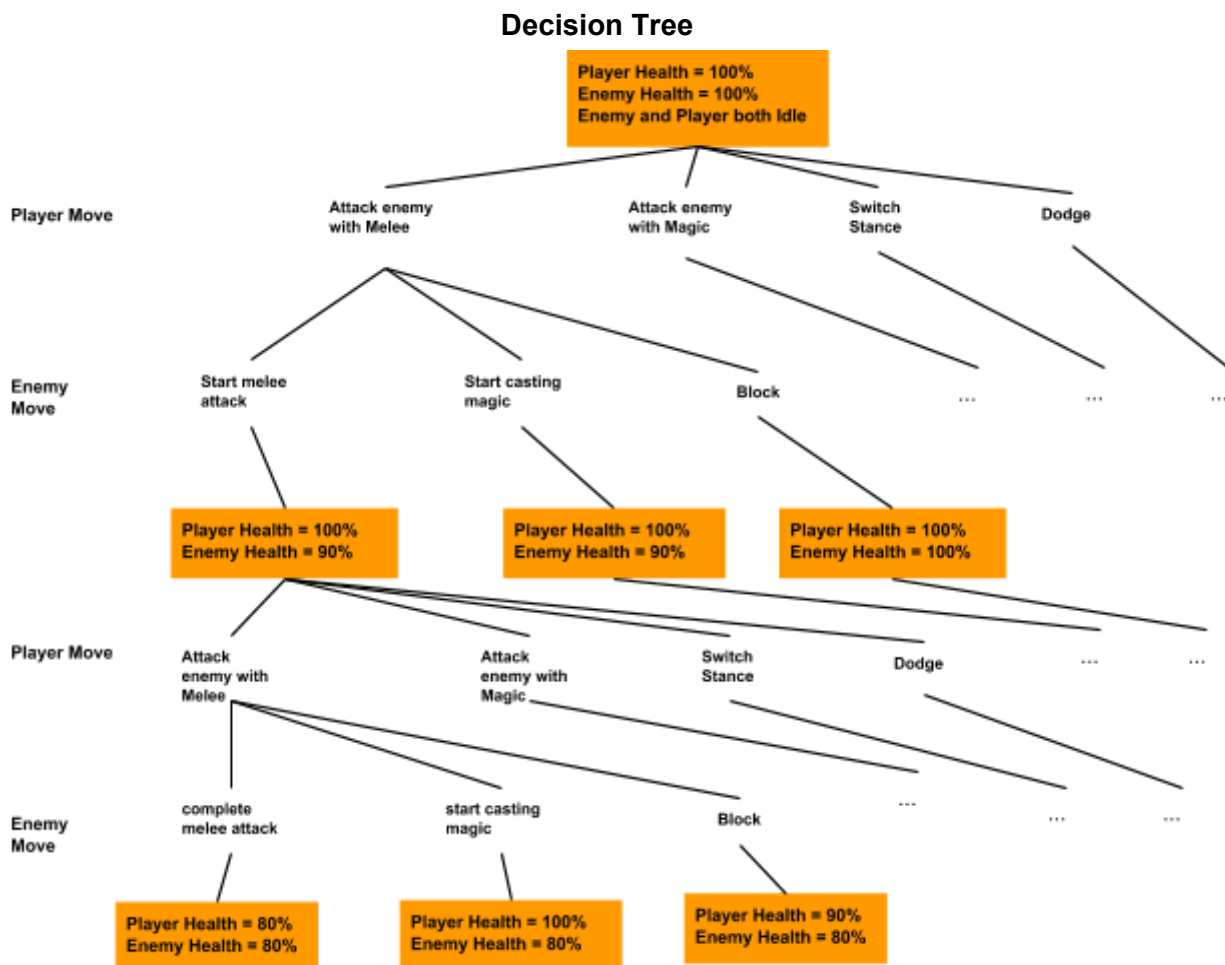 Decision Tree
Player Health = 100%
Enemy Health = 100%
Enemy and Player both Idle
Player Move
Attack enemy
with Melee
Attack enemy
with Magic
Switch
Stance
Dodge
Enemy
Move
Start melee
attack
Start casting
magic
Block
...
...
...
Player Health = 100%
Enemy Health = 90%
Player Health = 100%
Enemy Health = 90%
Player Health = 100%
Enemy Health = 100%
Player Move
Attack
enemy with
Melee
Attack
enemy with
Magic
Switch
Stance
Dodge
...
...
Enemy
Move
complete
melee attack
start casting
magic
Block
...
...
...
Player Health = 80%
Enemy Health = 80%
Player Health = 100%
Enemy Health = 80%
Player Health = 90%
Enemy Health = 80%